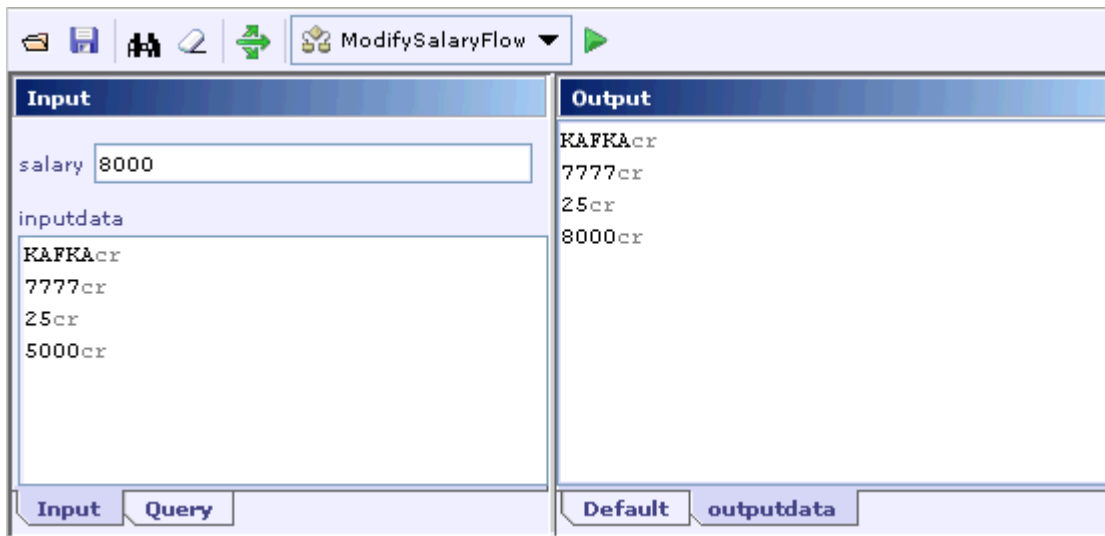 ModifySalaryFlow
Input
salary 8000
inputdata
KAFKAcr
7777cr
25cr
5000cr
Input Query
Output
KAFKAcr
7777cr
25cr
8000cr
Default outputdata